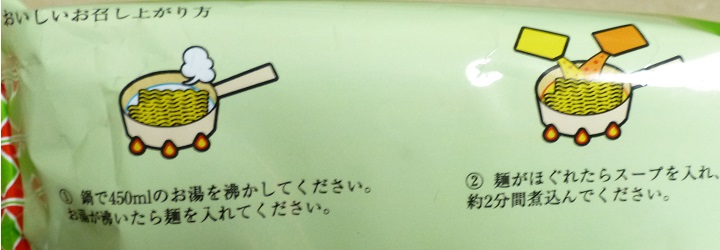 おいしいお召し上がり方
① 鍋で450mlのお湯を沸かしてください。
お湯が沸いたら麺を入れてください。
② 麺がほぐれたらスープを入れ、
約2分間煮込んでください。